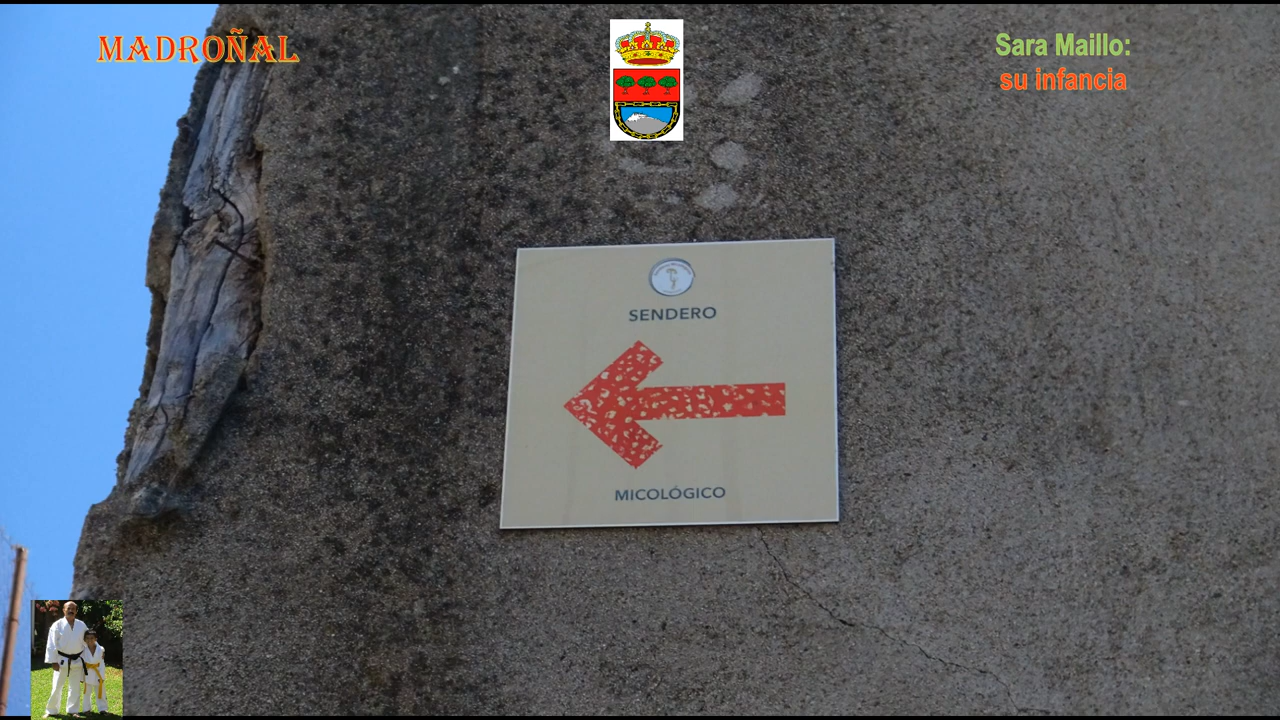 MADROÑAL
Sara Maillo:
su infancia
SENDERO
MICOLÓGICO